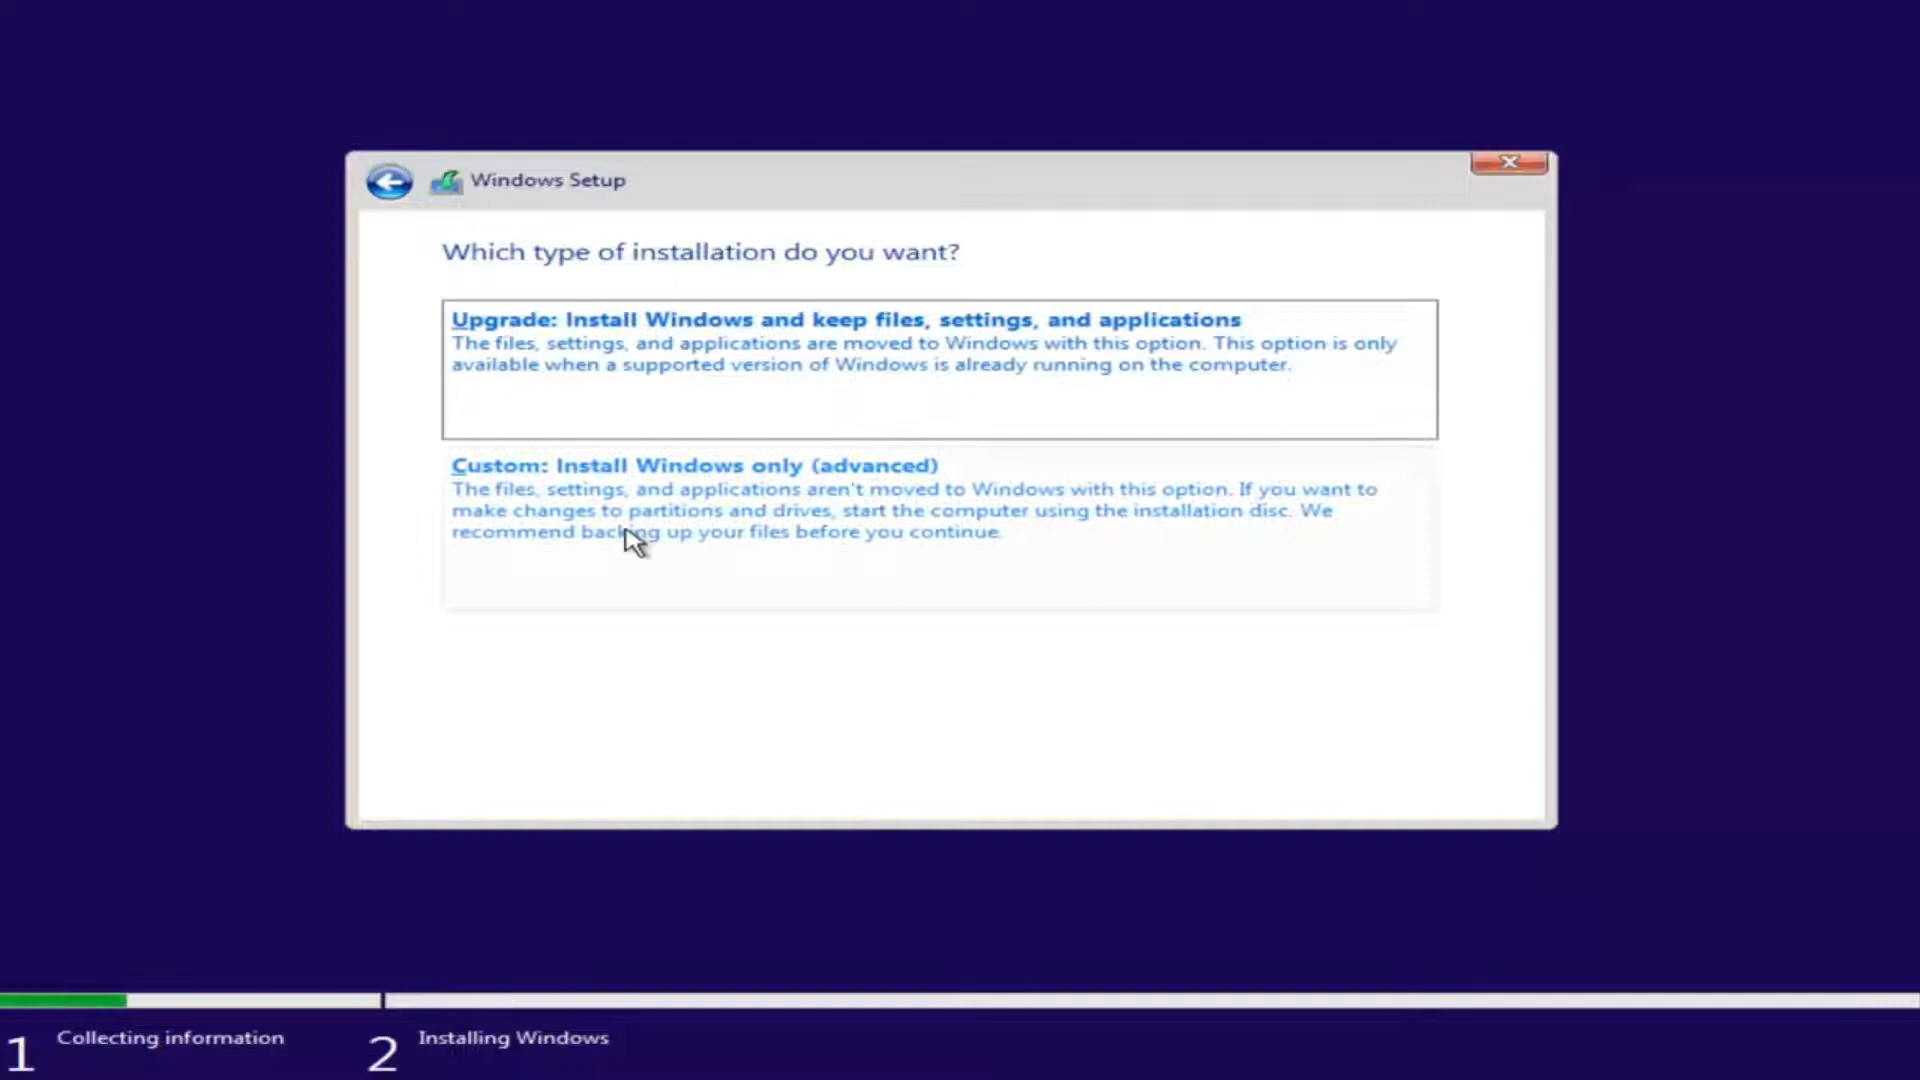 Windows Setup
Which type of installation do you want?
Upgrade: Install Windows and keep files, settings, and applications
The files, settings, and applications are moved to Windows with this option. This option is only
available when a supported version of Windows is already running on the computer.
Custom: Install Windows only (advanced)
The files, settings, and applications aren't moved to Windows with this option. If you want to
make changes to partitions and drives, start the computer using the installation disc. We
recommend backing up your files before you continue.
1 Collecting information 2 Installing Windows